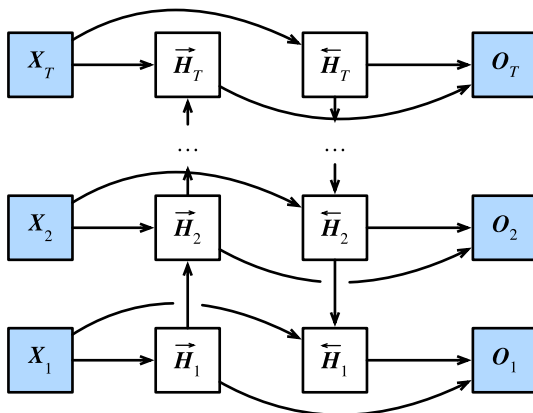 X_T →H_T ←H_T O_T
... ...
X_2 →H_2 ←H_2 O_2
X_1 →H_1 ←H_1 O_1